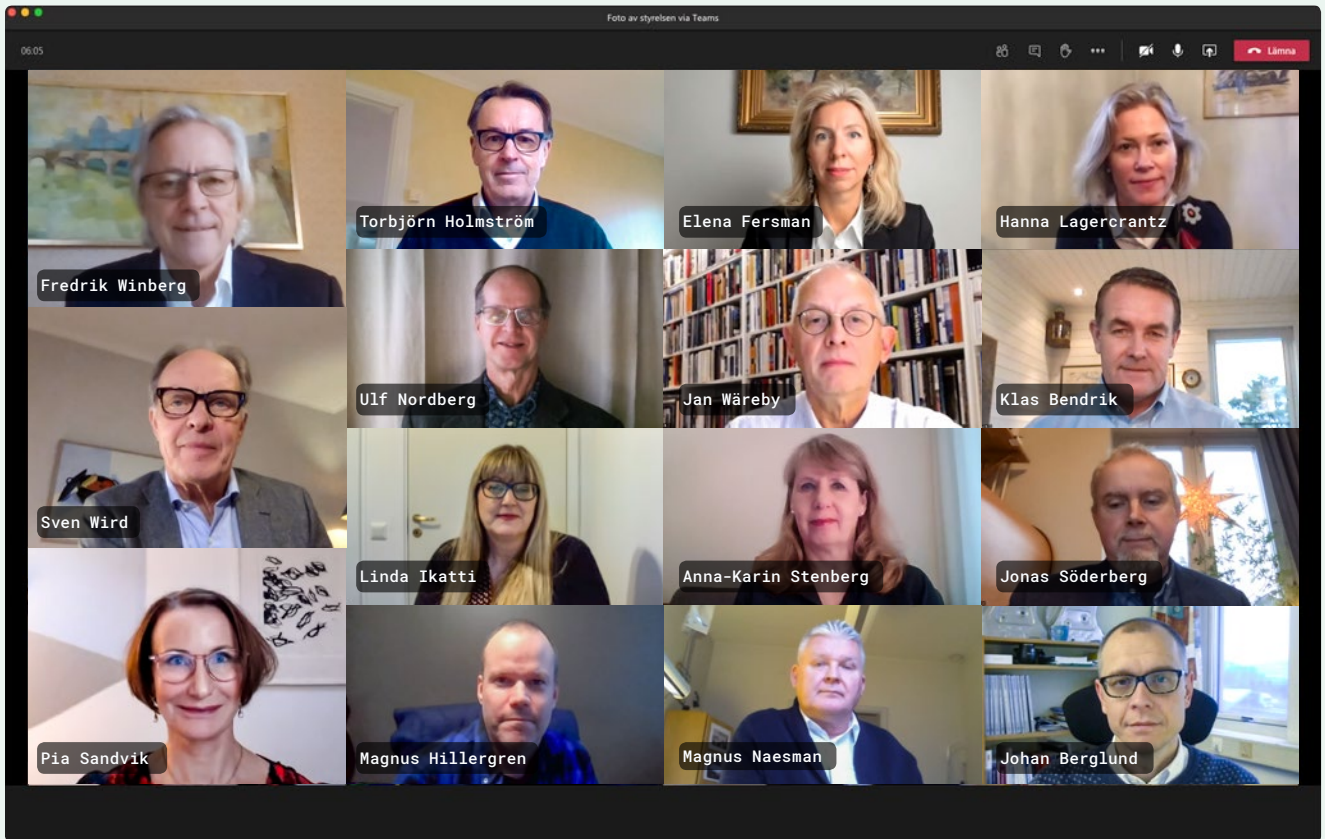 Foto av styrelsen via Teams
06:05
Lämna
Fredrik Winberg
Torbjörn Holmström
Elena Fersman
Hanna Lagercrantz
Sven Wird
Ulf Nordberg
Jan Wäreby
Klas Bendrik
Linda Ikatti
Anna-Karin Stenberg
Jonas Söderberg
Pia Sandvik
Magnus Hillergren
Magnus Naesman
Johan Berglund